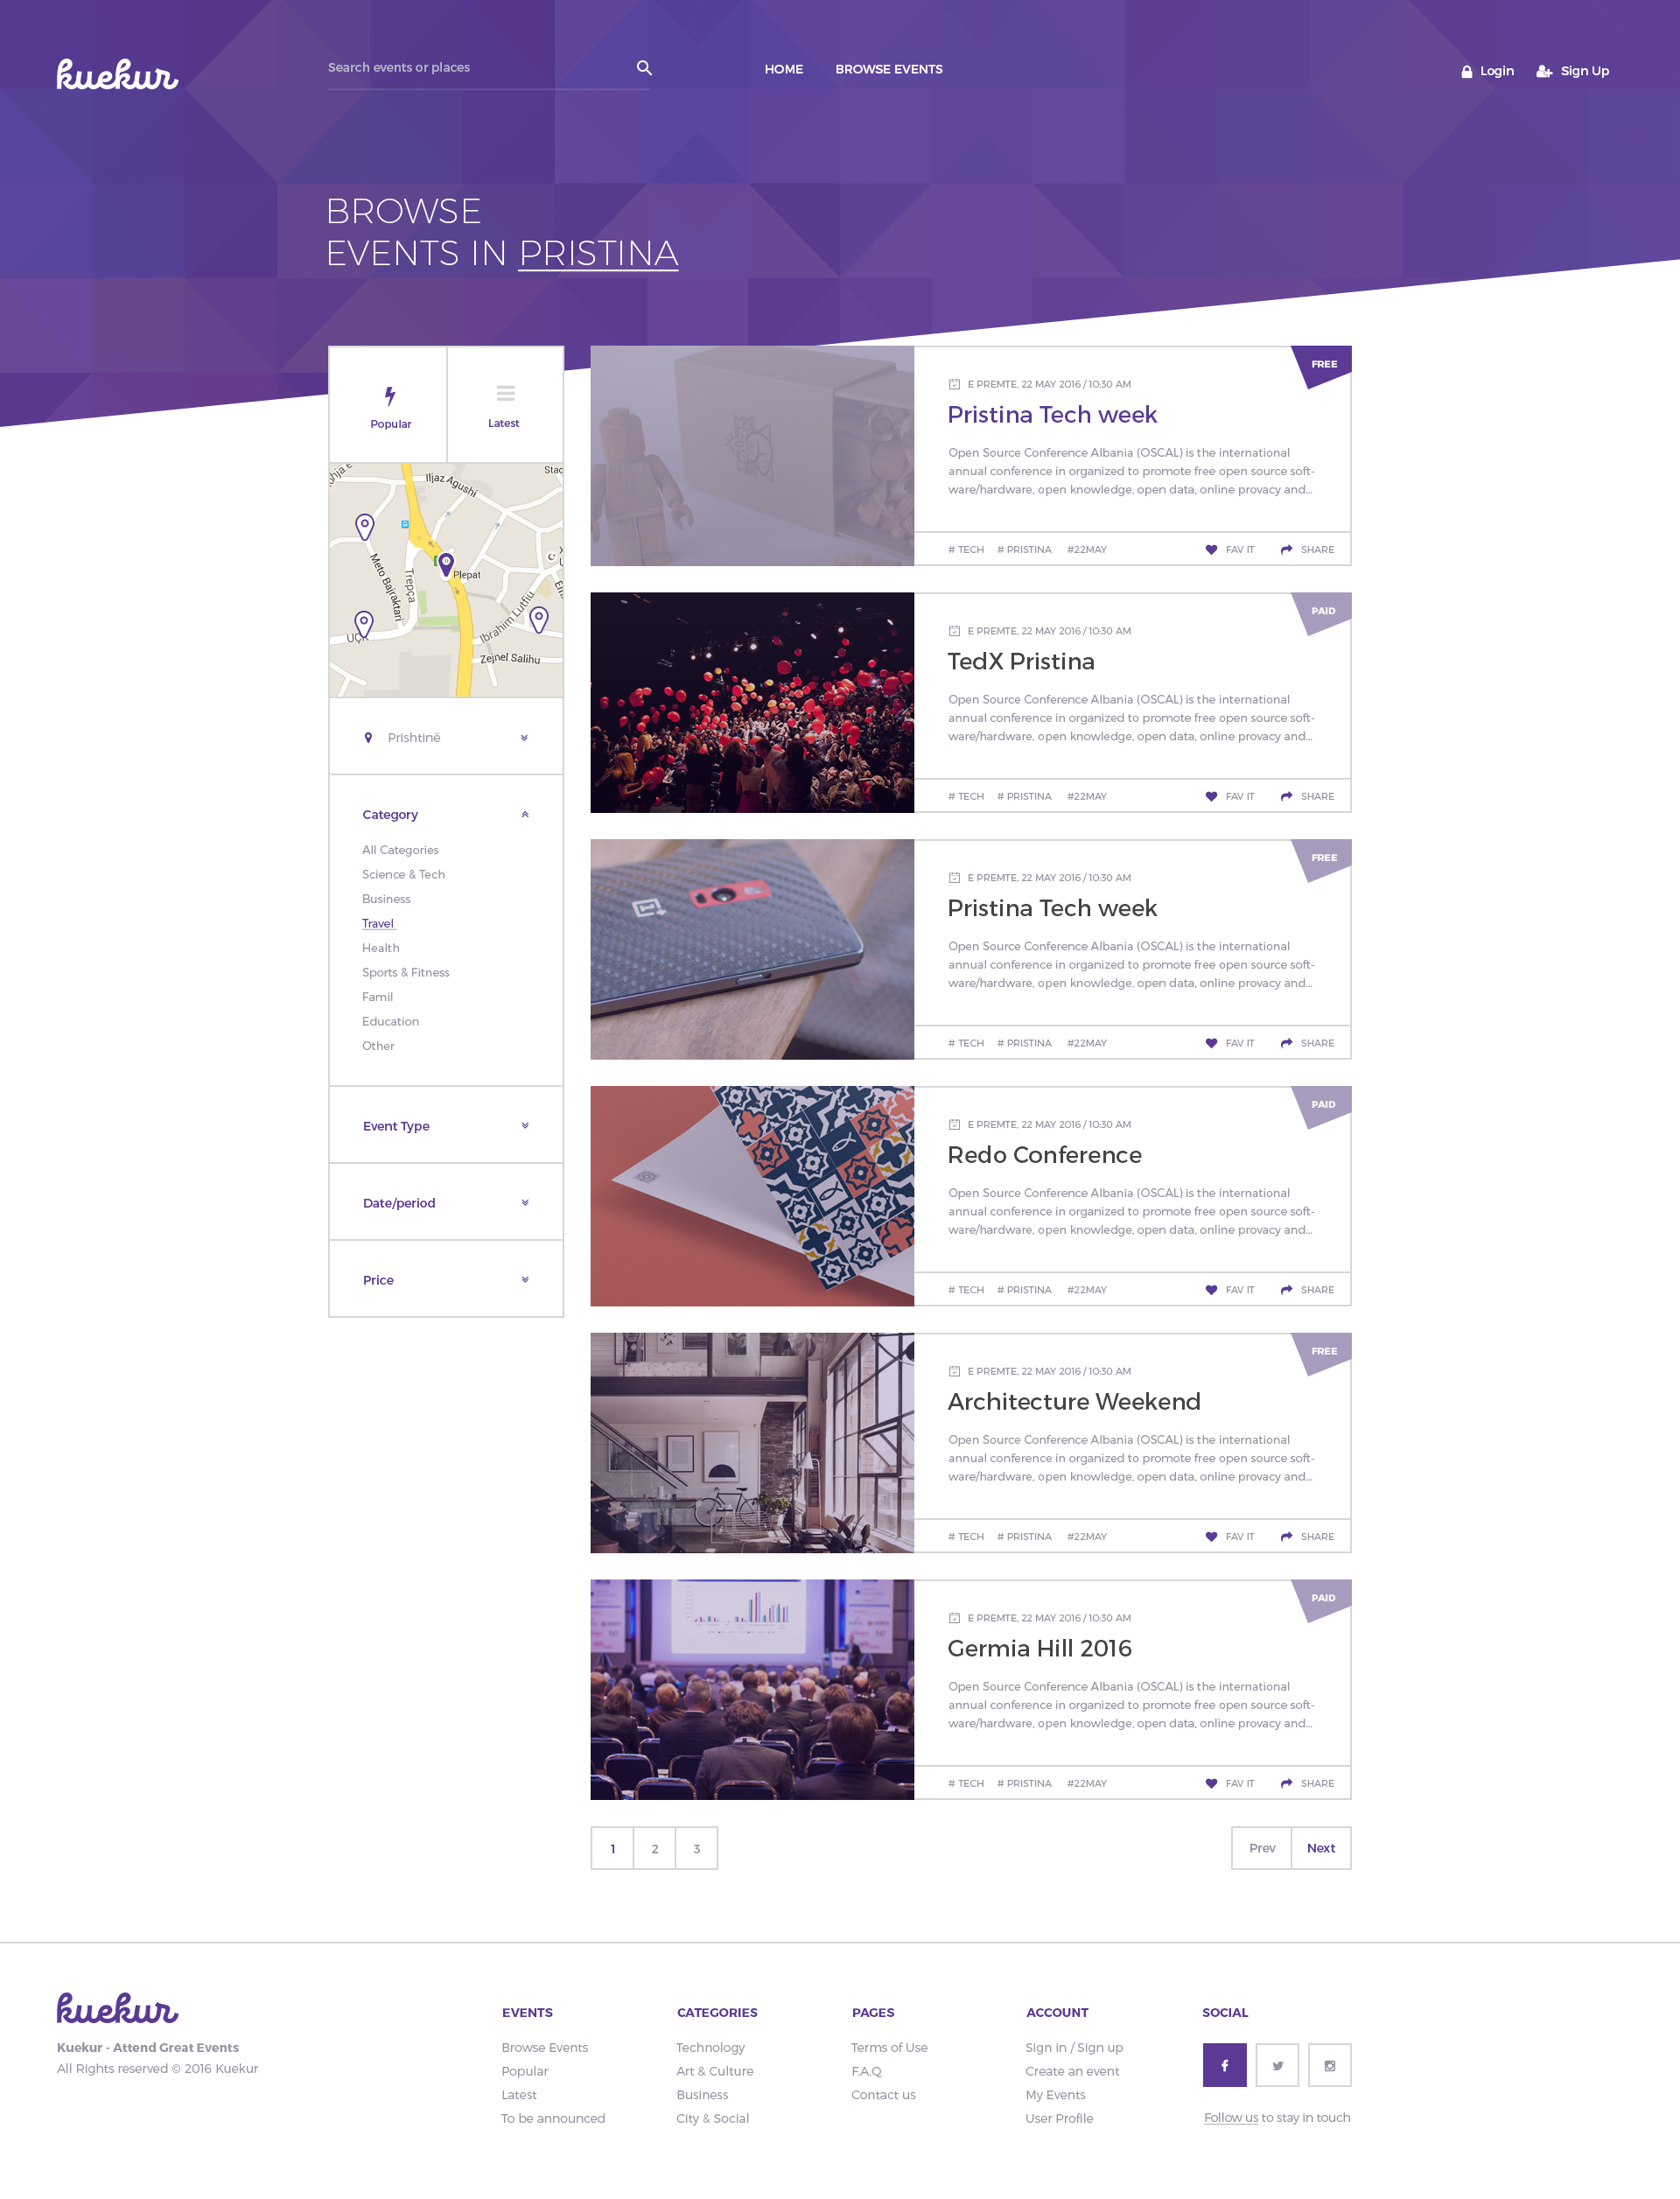 kuekur
Search events or places
HOME
BROWSE EVENTS
Login
Sign Up
BROWSE
EVENTS IN PRISTINA
Popular
Latest
Iljaz Agushi
Meto Bajraktari
Trepça
Plepat
UÇK
Ibrahim Lutfiu
Zejnel Salihu
Prishtinë
Category
All Categories
Science & Tech
Business
Travel
Health
Sports & Fitness
Famil
Education
Other
Event Type
Date/period
Price
FREE
E PREMTE, 22 MAY 2016 / 10:30 AM
Pristina Tech week
Open Source Conference Albania (OSCAL) is the international
annual conference in organized to promote free open source soft-
ware/hardware, open knowledge, open data, online provacy and...
# TECH # PRISTINA #22MAY FAV IT SHARE
PAID
E PREMTE, 22 MAY 2016 / 10:30 AM
TedX Pristina
Open Source Conference Albania (OSCAL) is the international
annual conference in organized to promote free open source soft-
ware/hardware, open knowledge, open data, online provacy and...
# TECH # PRISTINA #22MAY FAV IT SHARE
FREE
E PREMTE, 22 MAY 2016 / 10:30 AM
Pristina Tech week
Open Source Conference Albania (OSCAL) is the international
annual conference in organized to promote free open source soft-
ware/hardware, open knowledge, open data, online provacy and...
# TECH # PRISTINA #22MAY FAV IT SHARE
PAID
E PREMTE, 22 MAY 2016 / 10:30 AM
Redo Conference
Open Source Conference Albania (OSCAL) is the international
annual conference in organized to promote free open source soft-
ware/hardware, open knowledge, open data, online provacy and...
# TECH # PRISTINA #22MAY FAV IT SHARE
FREE
E PREMTE, 22 MAY 2016 / 10:30 AM
Architecture Weekend
Open Source Conference Albania (OSCAL) is the international
annual conference in organized to promote free open source soft-
ware/hardware, open knowledge, open data, online provacy and...
# TECH # PRISTINA #22MAY FAV IT SHARE
PAID
E PREMTE, 22 MAY 2016 / 10:30 AM
Germia Hill 2016
Open Source Conference Albania (OSCAL) is the international
annual conference in organized to promote free open source soft-
ware/hardware, open knowledge, open data, online provacy and...
# TECH # PRISTINA #22MAY FAV IT SHARE
1 2 3
Prev Next
kuekur
Kuekur - Attend Great Events
All Rights reserved © 2016 Kuekur
EVENTS
Browse Events
Popular
Latest
To be announced
CATEGORIES
Technology
Art & Culture
Business
City & Social
PAGES
Terms of Use
F.A.Q
Contact us
ACCOUNT
Sign in / Sign up
Create an event
My Events
User Profile
SOCIAL
Follow us to stay in touch